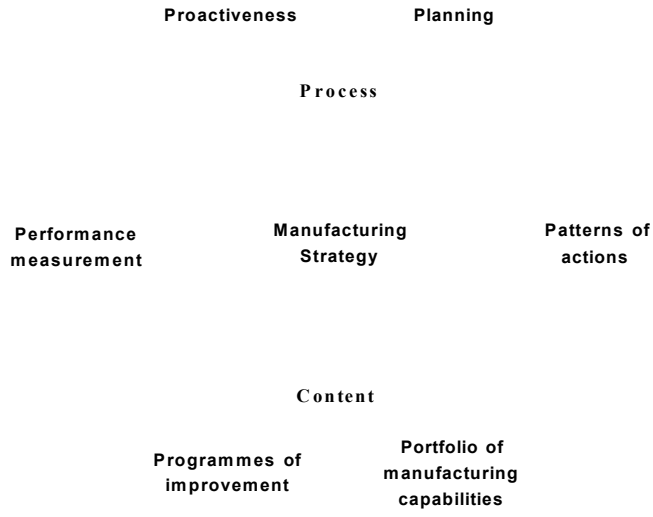 Proactiveness
Planning
Process
Performance
measurement
Manufacturing
Strategy
Patterns of
actions
Content
Programmes of
improvement
Portfolio of
manufacturing
capabilities